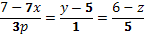 (7 − 7x)/3p = (y − 5)/1 = (6 − z)/5